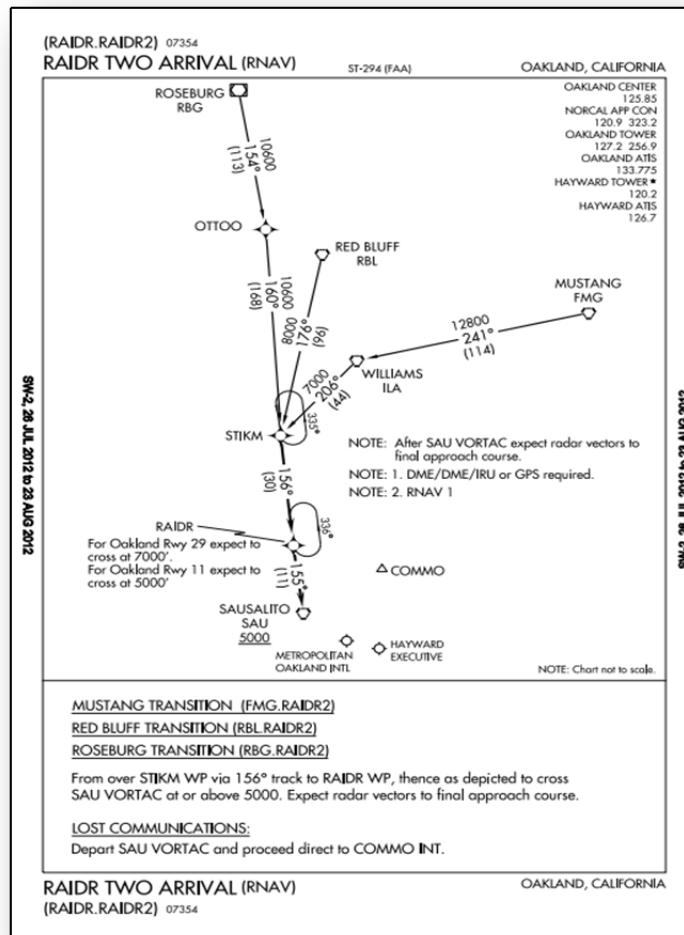 (RAIDR.RAIDR2) 07354
RAIDR TWO ARRIVAL (RNAV)
ST-294 (FAA)
OAKLAND, CALIFORNIA
OAKLAND CENTER
125.85
NORCAL APP CON
120.9 323.2
OAKLAND TOWER
127.2 256.9
OAKLAND ATIS
133.775
HAYWARD TOWER*
120.2
HAYWARD ATIS
126.7
ROSEBURG
RBG
10600
154°
(113)
OTTOO
10600
160°
(168)
RED BLUFF
RBL
8000
176°
(96)
MUSTANG
FMG
12800
241°
(114)
WILLIAMS
ILA
7000
206°
(44)
STIKM
335°
156°
(30)
NOTE: After SAU VORTAC expect radar vectors to
final approach course.
NOTE: 1. DME/DME/IRU or GPS required.
NOTE: 2. RNAV 1
RAIDR
336°
For Oakland Rwy 29 expect to
cross at 7000'.
For Oakland Rwy 11 expect to
cross at 5000'
155°
(11)
COMMO
SAUSALITO
SAU
5000
METROPOLITAN
OAKLAND INTL
HAYWARD
EXECUTIVE
NOTE: Chart not to scale.
SW-2, 26 JUL 2012 to 23 AUG 2012
SW-2, 26 JUL 2012 to 23 AUG 2012
MUSTANG TRANSITION (FMG.RAIDR2)
RED BLUFF TRANSITION (RBL.RAIDR2)
ROSEBURG TRANSITION (RBG.RAIDR2)
From over STIKM WP via 156° track to RAIDR WP, thence as depicted to cross
SAU VORTAC at or above 5000. Expect radar vectors to final approach course.
LOST COMMUNICATIONS:
Depart SAU VORTAC and proceed direct to COMMO INT.
RAIDR TWO ARRIVAL (RNAV)
(RAIDR.RAIDR2) 07354
OAKLAND, CALIFORNIA